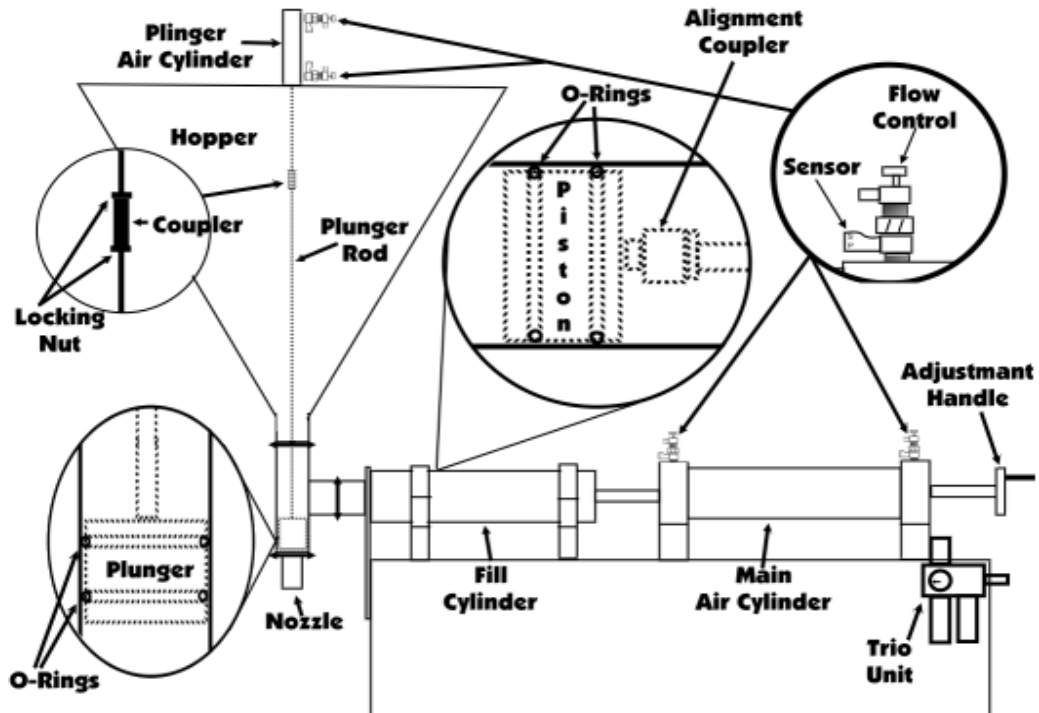 Plinger
Air Cylinder
Alignment
Coupler
O-Rings
Flow
Control
Hopper
Sensor
Coupler
Plunger
Rod
Piston
Locking
Nut
Adjustmant
Handle
Plunger
Fill
Cylinder
Main
Air Cylinder
Nozzle
Trio
Unit
O-Rings